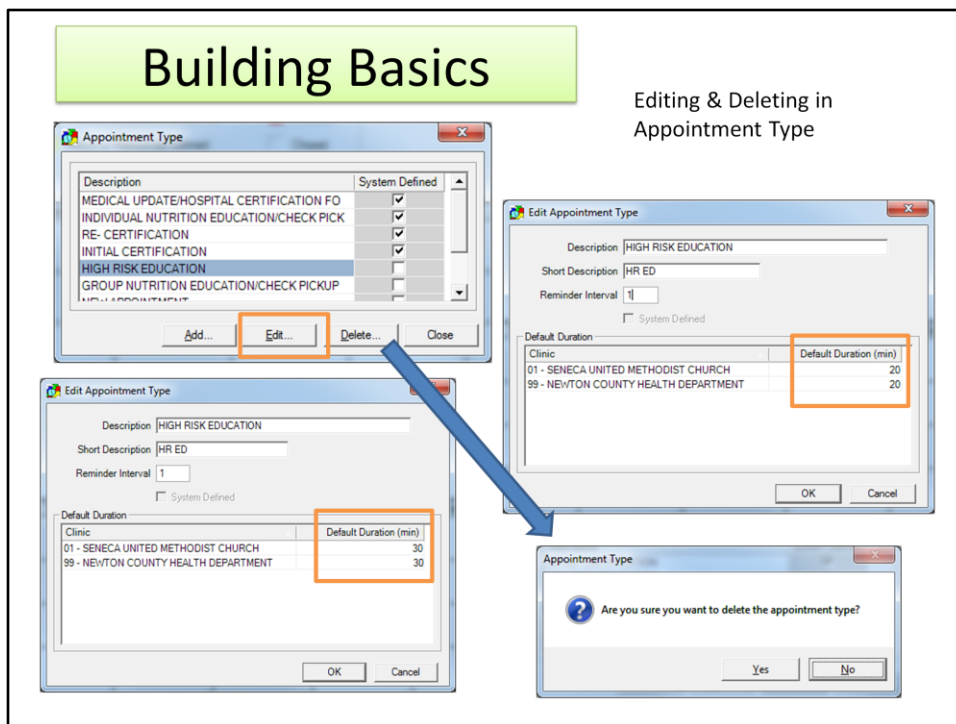 Building Basics
Editing & Deleting in
Appointment Type
Appointment Type
Description System Defined
MEDICAL UPDATE/HOSPITAL CERTIFICATION FO
INDIVIDUAL NUTRITION EDUCATION/CHECK PICK
RE- CERTIFICATION
INITIAL CERTIFICATION
HIGH RISK EDUCATION
GROUP NUTRITION EDUCATION/CHECK PICKUP
NEW APPOINTMENT
Add... Edit... Delete... Close
Edit Appointment Type
Description HIGH RISK EDUCATION
Short Description HR ED
Reminder Interval 1
System Defined
Default Duration
Clinic Default Duration (min)
01 - SENECA UNITED METHODIST CHURCH 20
99 - NEWTON COUNTY HEALTH DEPARTMENT 20
OK Cancel
Edit Appointment Type
Description HIGH RISK EDUCATION
Short Description HR ED
Reminder Interval 1
System Defined
Default Duration
Clinic Default Duration (min)
01 - SENECA UNITED METHODIST CHURCH 30
99 - NEWTON COUNTY HEALTH DEPARTMENT 30
OK Cancel
Appointment Type
Are you sure you want to delete the appointment type?
Yes No